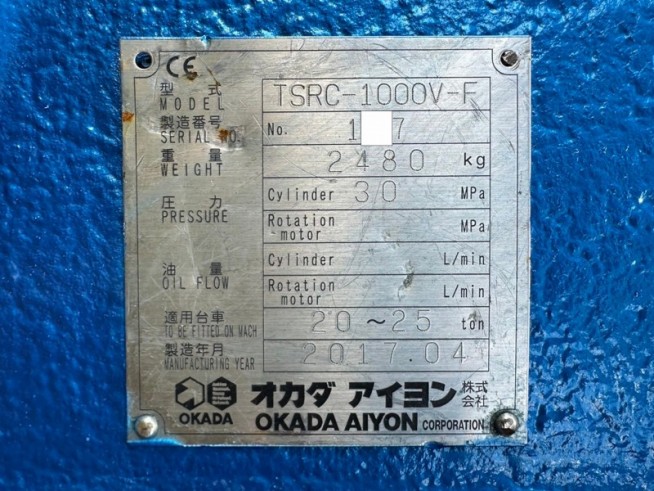 CE
型式 TSRC-1000V-F
MODEL
製造番号 No. 1 7
SERIAL NO.
重量 2480 kg
WEIGHT
圧力 Cylinder 30 MPa
PRESSURE Rotation motor MPa
油量 Cylinder L/min
OIL FLOW Rotation motor L/min
適用台車 20～25 ton
TO BE FITTED ON MACH
製造年月 2017.04
MANUFACTURING YEAR
OKADA オカダ アイヨン 株式会社
OKADA AIYON CORPORATION